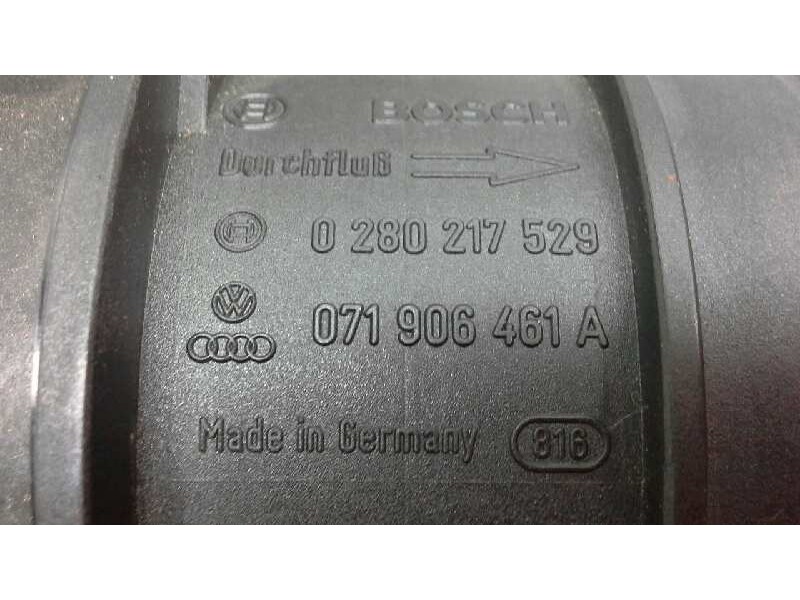 BOSCH
Durchfluß
0 280 217 529
071 906 461 A
Made in Germany 816